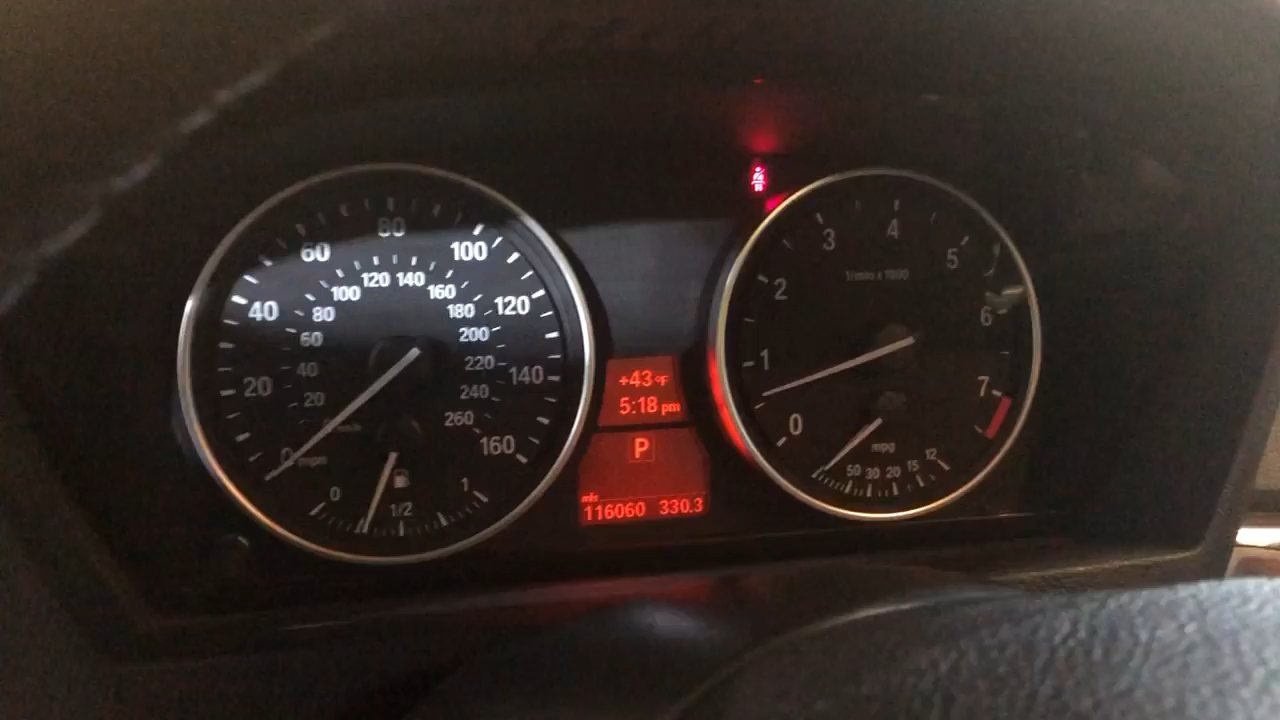 80
60 100
120 140
100 160
40 80 180 120
60 200
40 220
20 20 240 140
260
0 mph km/h 160
0 1/2 1
+43°F
5:18 pm
P
mls
116060 330.3
3 4
1/min x 1000
2 5
6
1
7
0
mpg
50 30 20 15 12